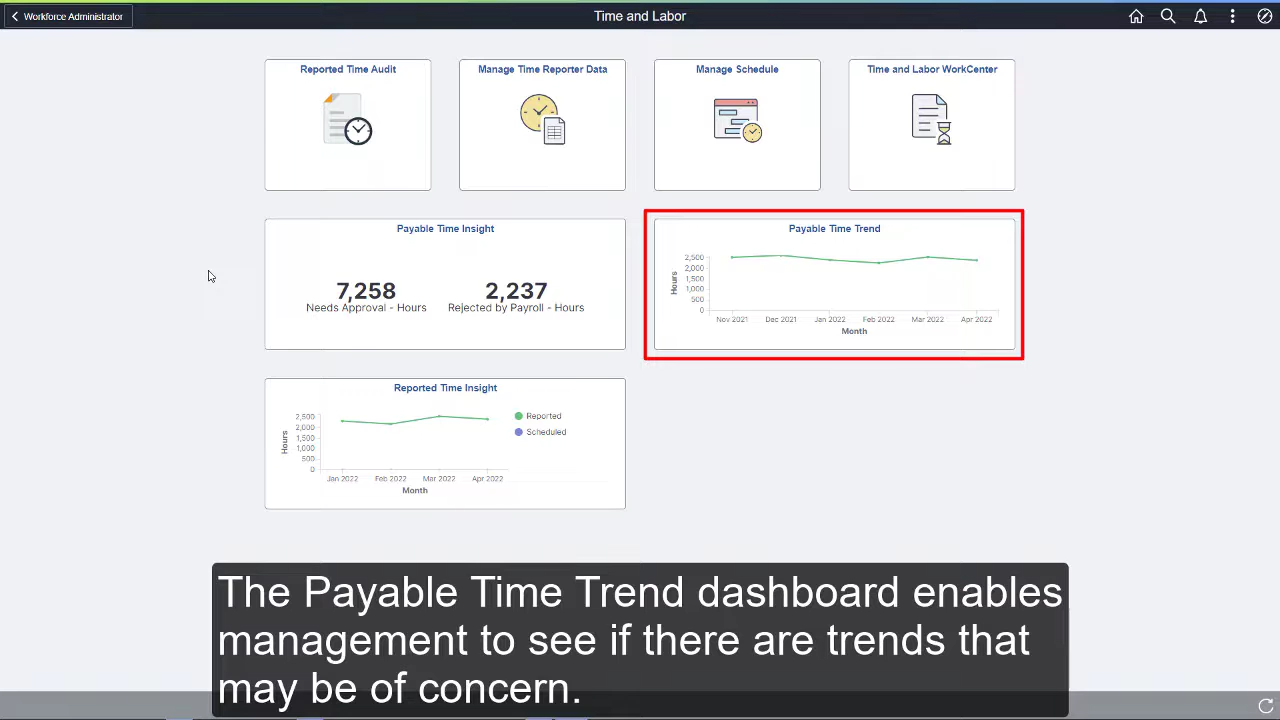 Workforce Administrator
Time and Labor
Reported Time Audit
Manage Time Reporter Data
Manage Schedule
Time and Labor WorkCenter
Payable Time Insight
7,258
Needs Approval - Hours
2,237
Rejected by Payroll - Hours
Payable Time Trend
Hours
2,500
2,000
1,500
1,000
500
0
Nov 2021
Dec 2021
Jan 2022
Feb 2022
Mar 2022
Apr 2022
Month
Reported Time Insight
Hours
2,500
2,000
1,500
1,000
500
0
Jan 2022
Feb 2022
Mar 2022
Apr 2022
Month
Reported
Scheduled
The Payable Time Trend dashboard enables
management to see if there are trends that
may be of concern.